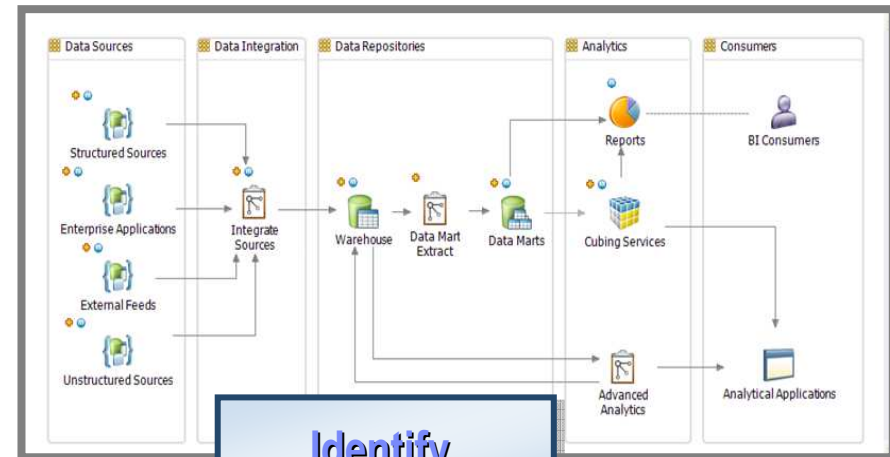 Data Sources
Data Integration
Data Repositories
Analytics
Consumers
Structured Sources
Enterprise Applications
External Feeds
Unstructured Sources
Integrate
Sources
Warehouse
Data Mart
Extract
Data Marts
Reports
Cubing Services
Advanced
Analytics
BI Consumers
Analytical Applications
Identify